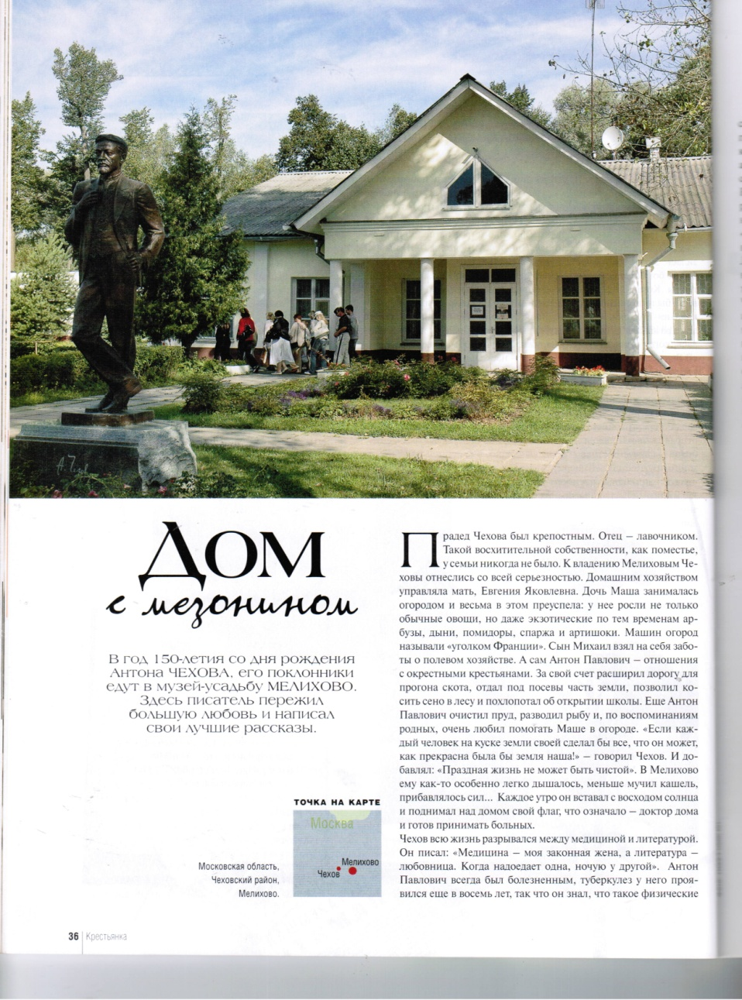 А. Чехов
Дом
с мезонином
В год 150-летия со дня рождения
Антона ЧЕХОВА, его поклонники
едут в музей-усадьбу МЕЛИХОВО.
Здесь писатель пережил
большую любовь и написал
свои лучшие рассказы.
ТОЧКА НА КАРТЕ
Москва
Мелихово
Чехов
Московская область,
Чеховский район,
Мелихово.
Прадед Чехова был крепостным. Отец – лавочником.
Такой восхитительной собственности, как поместье,
у семьи никогда не было. К владению Мелиховым Че-
ховы отнеслись со всей серьезностью. Домашним хозяйством
управляла мать, Евгения Яковлевна. Дочь Маша занималась
огородом и весьма в этом преуспела: у нее росли не только
обычные овощи, но даже экзотические по тем временам ар-
бузы, дыни, помидоры, спаржа и артишоки. Машин огород
называли «уголком Франции». Сын Михаил взял на себя забо-
ты о полевом хозяйстве. А сам Антон Павлович – отношения
с окрестными крестьянами. За свой счет расширил дорогу для
прогона скота, отдал под посевы часть земли, позволил ко-
сить сено в лесу и похлопотал об открытии школы. Еще Антон
Павлович очистил пруд, разводил рыбу и, по воспоминаниям
родных, очень любил помогать Маше в огороде. «Если каж-
дый человек на куске земли своей сделал бы все, что он может,
как прекрасна была бы земля наша!» – говорил Чехов. И до-
бавлял: «Праздная жизнь не может быть чистой». В Мелихово
ему как-то особенно легко дышалось, меньше мучил кашель,
прибавлялось сил... Каждое утро он вставал с восходом солнца
и поднимал над домом свой флаг, что означало – доктор дома
и готов принимать больных.
Чехов всю жизнь разрывался между медициной и литературой.
Он писал: «Медицина – моя законная жена, а литература –
любовница. Когда надоедает одна, ночую у другой». Антон
Павлович всегда был болезненным, туберкулез у него проя-
вился еще в восемь лет, так что он знал, что такое физические
36 Крестьянка